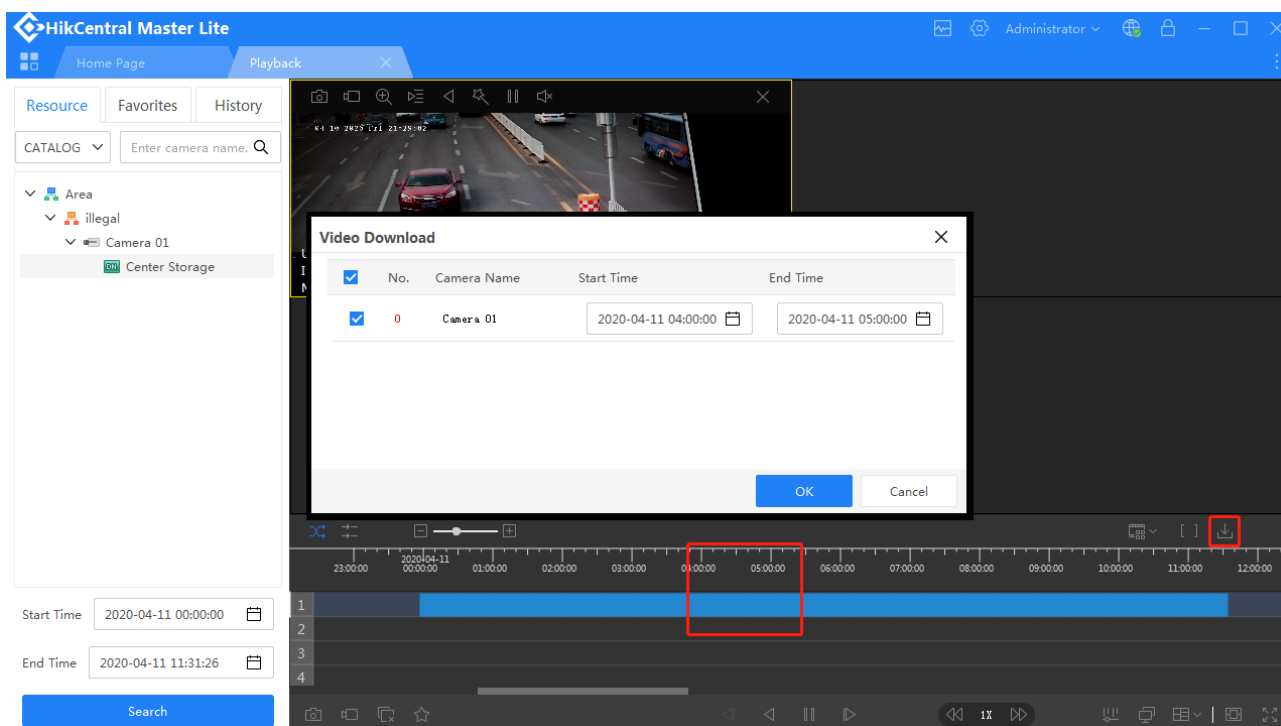 HikCentral Master Lite
Administrator
Home Page
Playback
Resource
Favorites
History
CATALOG
Enter camera name.
Area
illegal
Camera 01
DN
Center Storage
Video Download
No.
Camera Name
Start Time
End Time
0
Camera 01
2020-04-11 04:00:00
2020-04-11 05:00:00
OK
Cancel
2020-04-11
23:00:00
00:00:00
01:00:00
02:00:00
03:00:00
04:00:00
05:00:00
06:00:00
07:00:00
08:00:00
09:00:00
10:00:00
11:00:00
12:00:00
1
2
3
4
Start Time
2020-04-11 00:00:00
End Time
2020-04-11 11:31:26
Search
1X